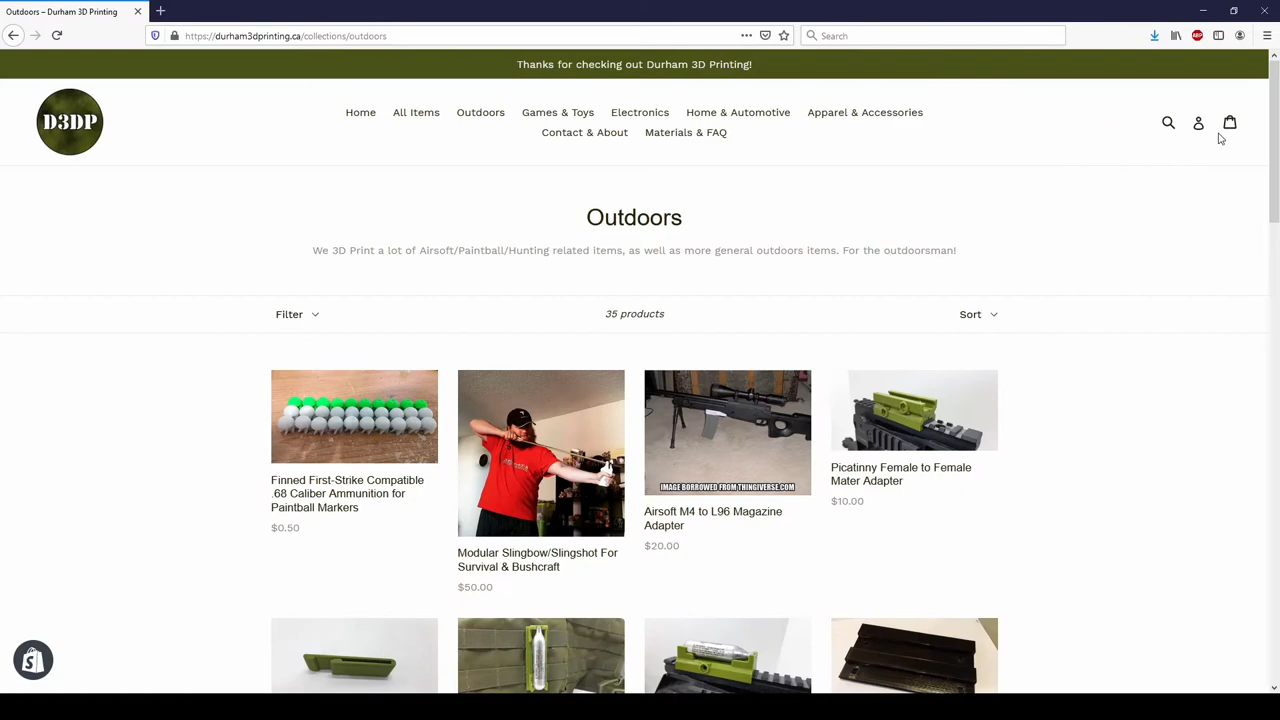 Outdoors – Durham 3D Printing
https://durham3dprinting.ca/collections/outdoors
Search
ABP
Thanks for checking out Durham 3D Printing!
D3DP
Home All Items Outdoors Games & Toys Electronics Home & Automotive Apparel & Accessories
Contact & About Materials & FAQ
Outdoors
We 3D Print a lot of Airsoft/Paintball/Hunting related items, as well as more general outdoors items. For the outdoorsman!
Filter
35 products
Sort
Finned First-Strike Compatible
.68 Caliber Ammunition for
Paintball Markers
$0.50
Modular Slingbow/Slingshot For
Survival & Bushcraft
$50.00
IMAGE BORROWED FROM THINGIVERSE.COM
Airsoft M4 to L96 Magazine
Adapter
$20.00
Picatinny Female to Female
Mater Adapter
$10.00